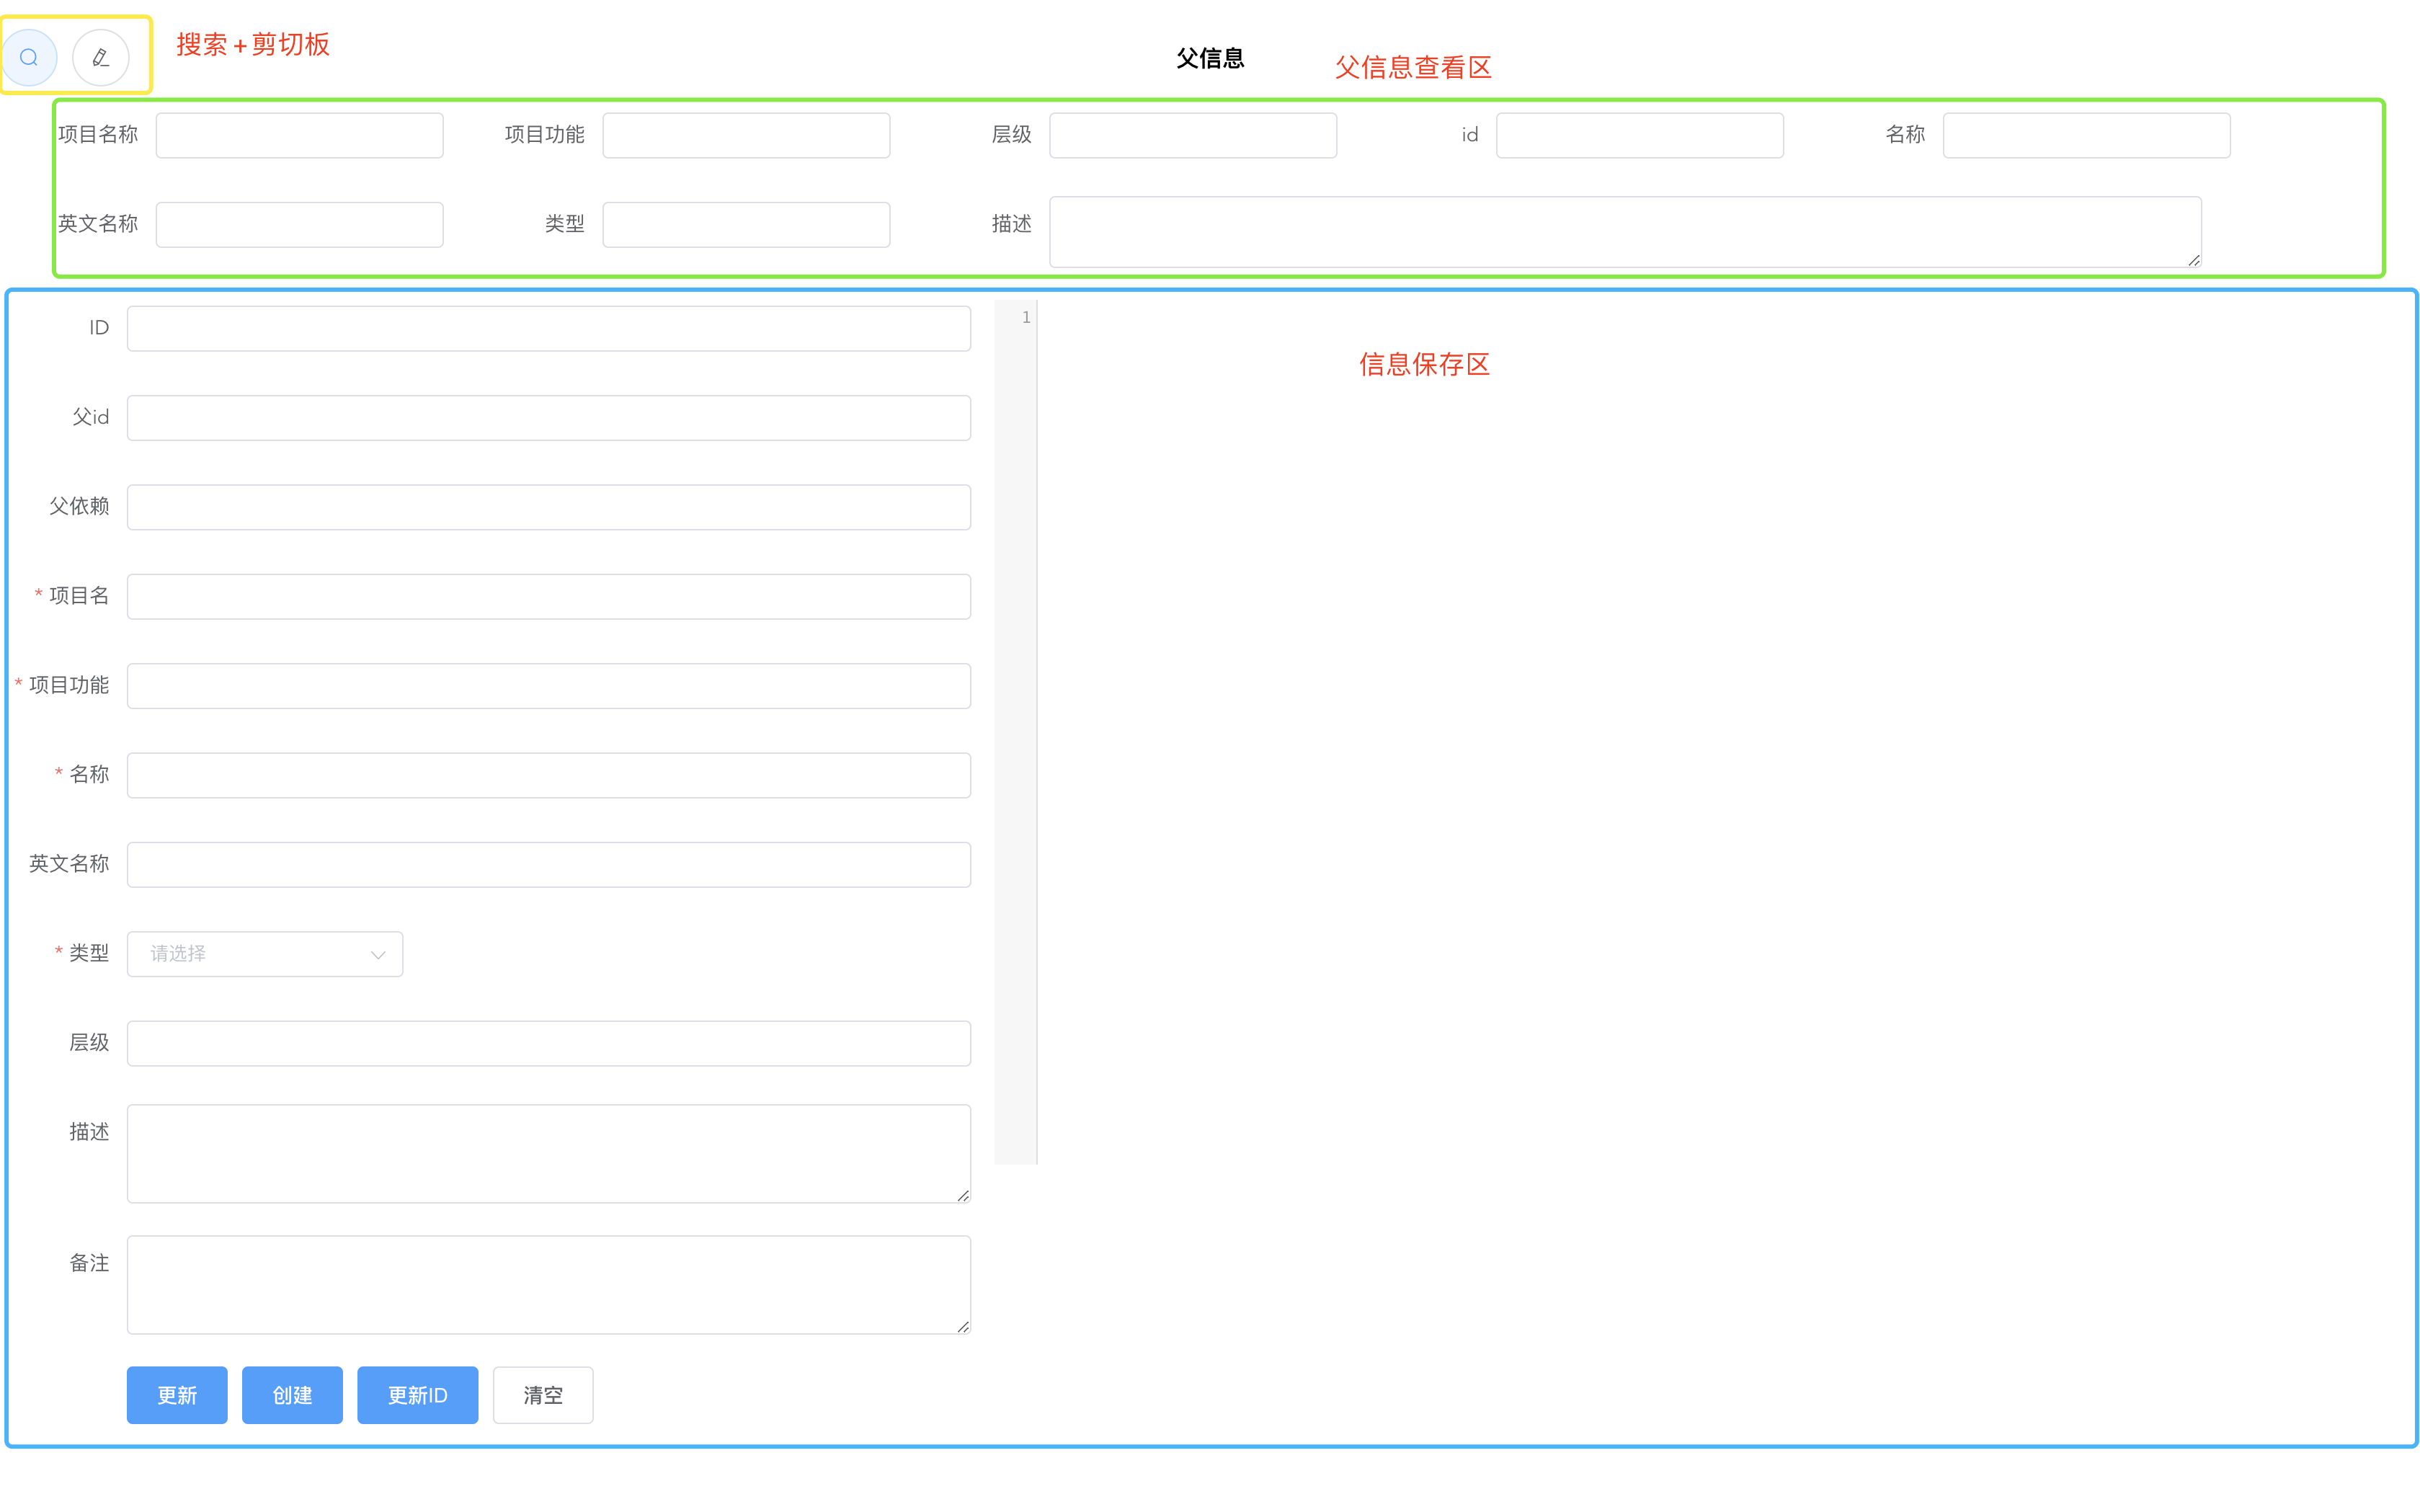 搜索+剪切板
父信息
父信息查看区
项目名称
项目功能
层级
id
名称
英文名称
类型
描述
ID
1
信息保存区
父id
父依赖
* 项目名
* 项目功能
* 名称
英文名称
* 类型
请选择
层级
描述
备注
更新
创建
更新ID
清空